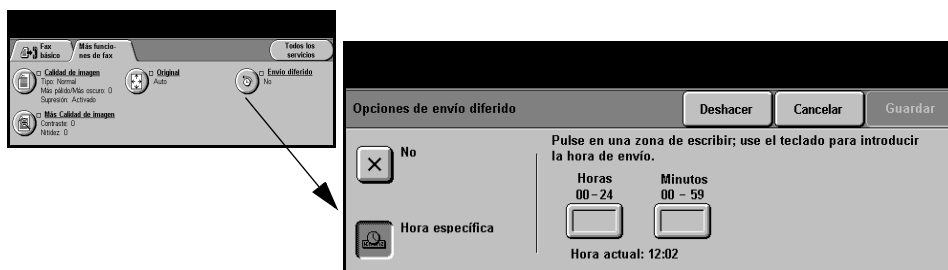 Fax
básico
Más funcio-
nes de fax
Todos los
servicios
Calidad de imagen
Tipo: Normal
Más pálido/Más oscuro: 0
Supresión: Activado
Original
Auto
Envío diferido
No
Más Calidad de imagen
Contraste: 0
Nitidez: 0
Opciones de envío diferido
Deshacer
Cancelar
Guardar
No
Hora específica
Pulse en una zona de escribir; use el teclado para introducir
la hora de envío.
Horas
00-24
Minutos
00 - 59
Hora actual: 12:02